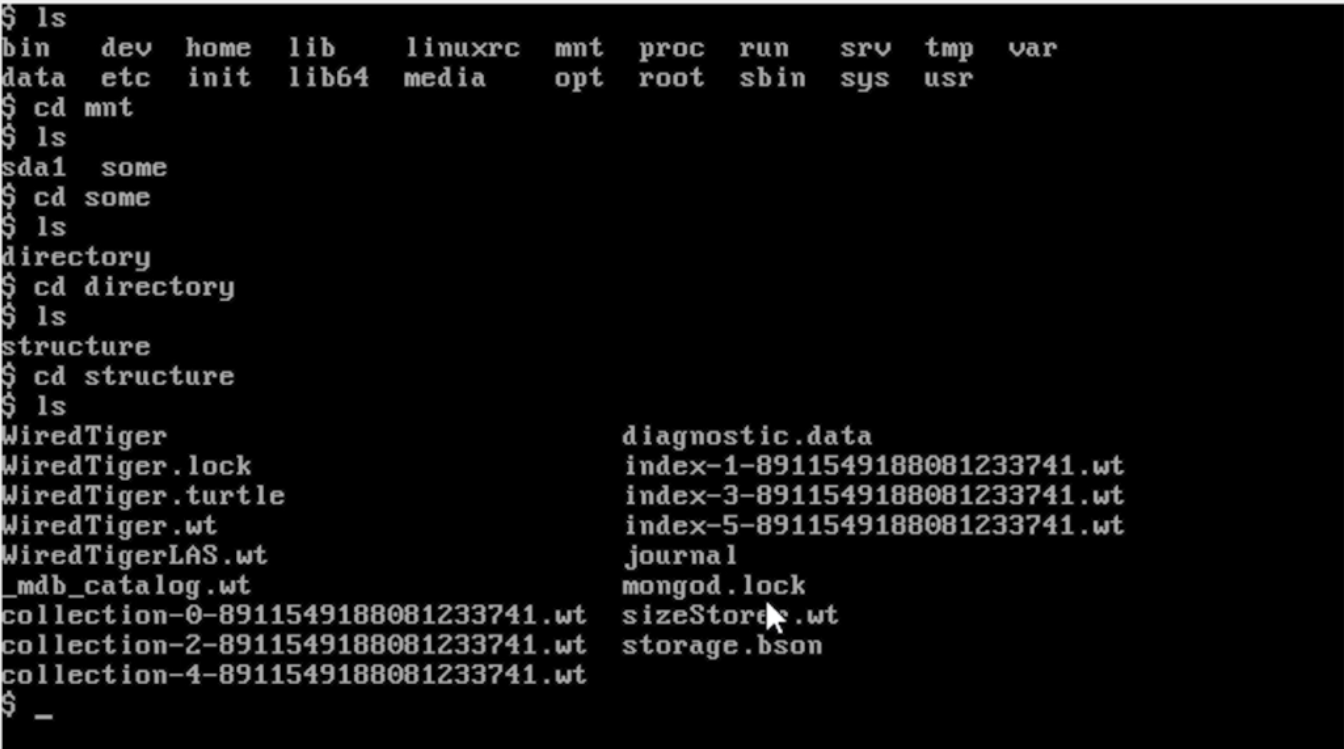 $ ls
bin dev home lib linuxrc mnt proc run srv tmp var
data etc init lib64 media opt root sbin sys usr
$ cd mnt
$ ls
sda1 some
$ cd some
$ ls
directory
$ cd directory
$ ls
structure
$ cd structure
$ ls
WiredTiger diagnostic.data
WiredTiger.lock index-1-8911549188081233741.wt
WiredTiger.turtle index-3-8911549188081233741.wt
WiredTiger.wt index-5-8911549188081233741.wt
WiredTigerLAS.wt journal
_mdb_catalog.wt mongod.lock
collection-0-8911549188081233741.wt sizeStorer.wt
collection-2-8911549188081233741.wt storage.bson
collection-4-8911549188081233741.wt
$ _